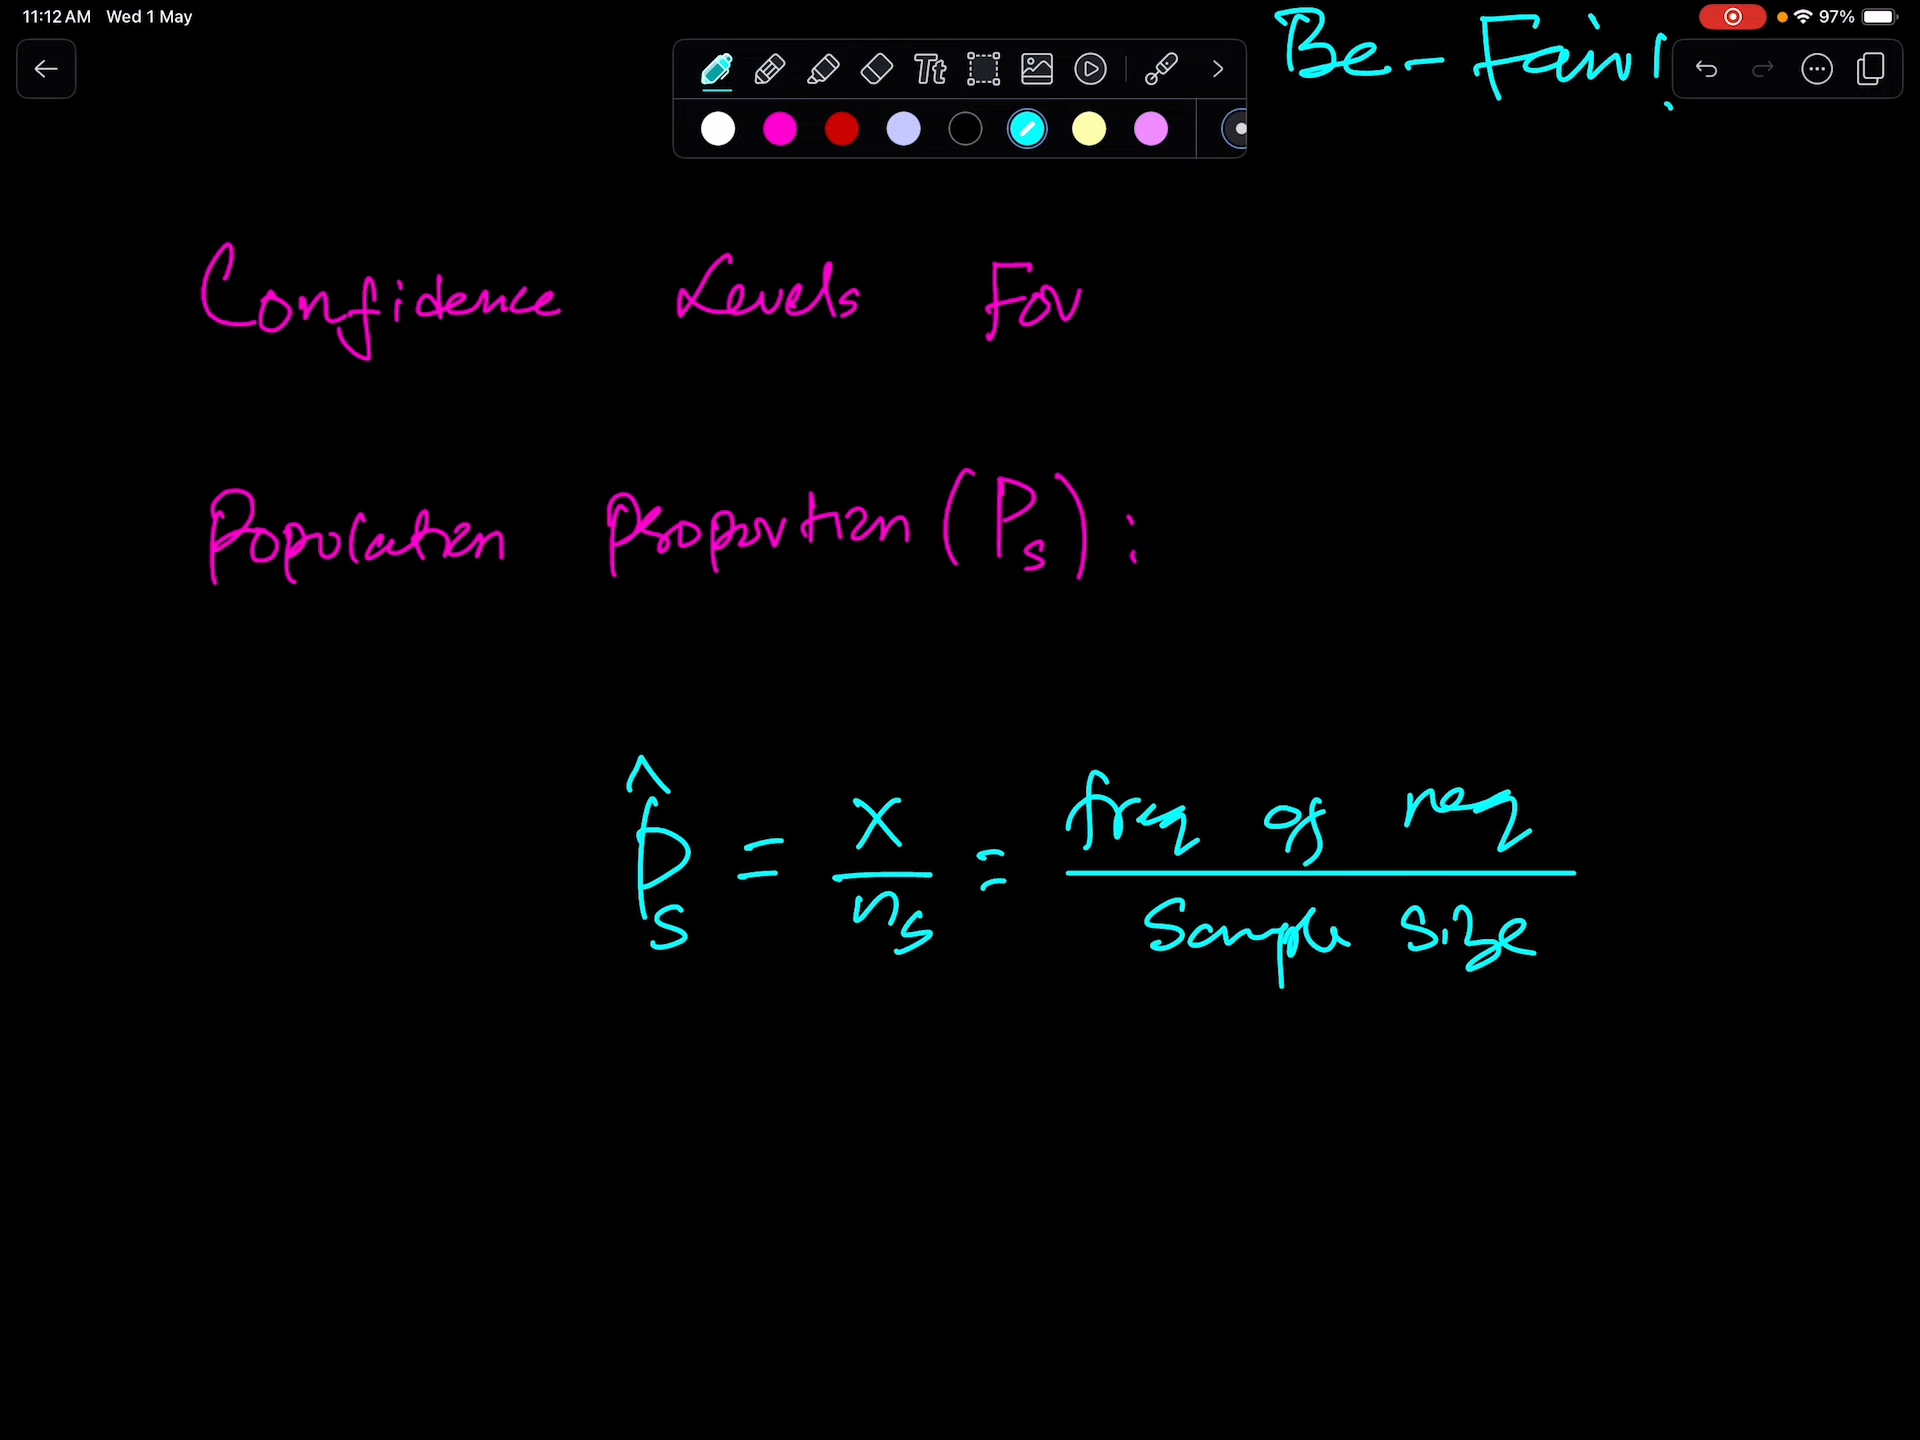 11:12 AM Wed 1 May
97%
Be-Fair!
Tt
Confidence Levels For
Population proportion (Ps):
p̂s = x/ns = freq of req / Sample size